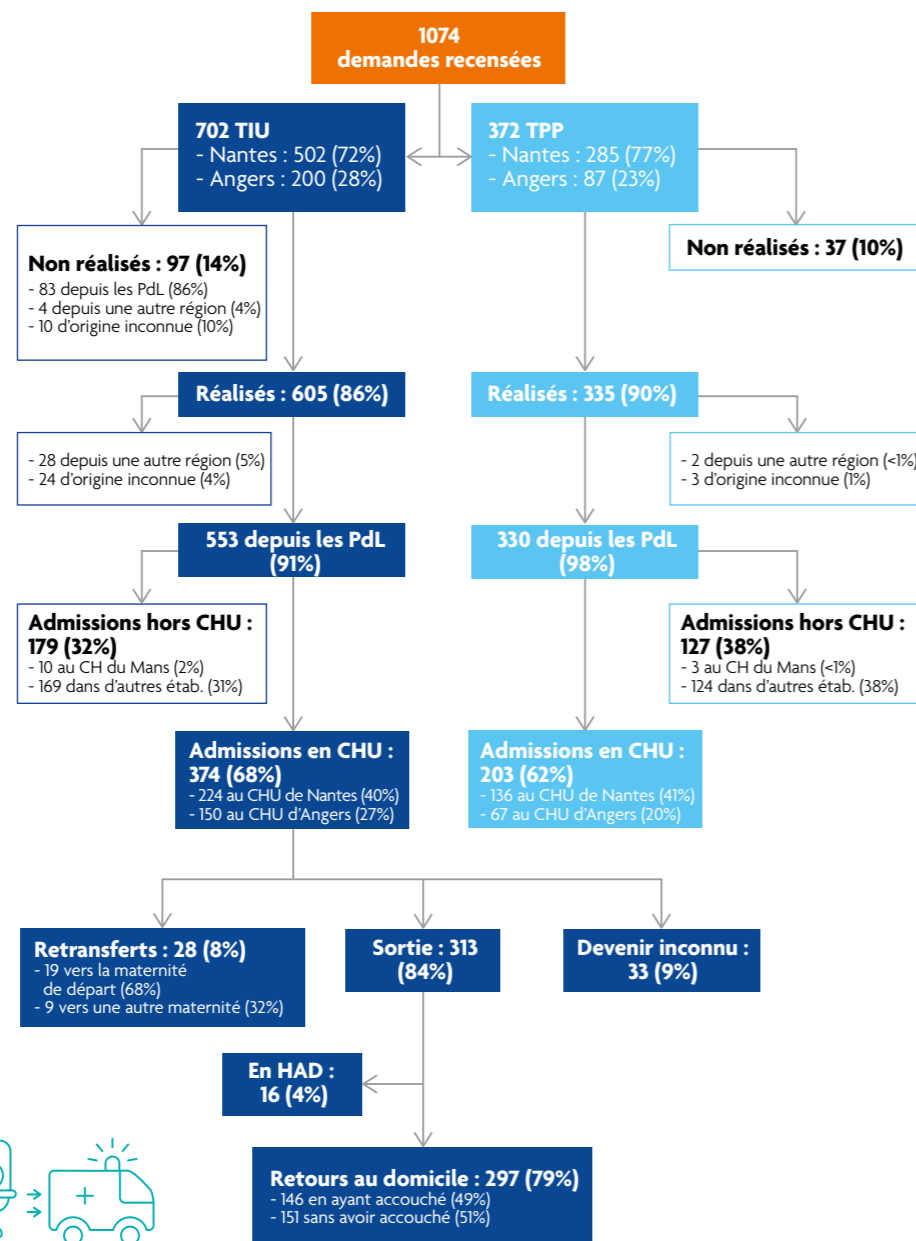 1074
demandes recensées
702 TIU
- Nantes : 502 (72%)
- Angers : 200 (28%)
372 TPP
- Nantes : 285 (77%)
- Angers : 87 (23%)
Non réalisés : 97 (14%)
- 83 depuis les PdL (86%)
- 4 depuis une autre région (4%)
- 10 d'origine inconnue (10%)
Non réalisés : 37 (10%)
Réalisés : 605 (86%)
Réalisés : 335 (90%)
- 28 depuis une autre région (5%)
- 24 d'origine inconnue (4%)
- 2 depuis une autre région (<1%)
- 3 d'origine inconnue (1%)
553 depuis les PdL
(91%)
330 depuis les PdL
(98%)
Admissions hors CHU :
179 (32%)
- 10 au CH du Mans (2%)
- 169 dans d'autres étab. (31%)
Admissions hors CHU :
127 (38%)
- 3 au CH du Mans (<1%)
- 124 dans d'autres étab. (38%)
Admissions en CHU :
374 (68%)
- 224 au CHU de Nantes (40%)
- 150 au CHU d'Angers (27%)
Admissions en CHU :
203 (62%)
- 136 au CHU de Nantes (41%)
- 67 au CHU d'Angers (20%)
Retransferts : 28 (8%)
- 19 vers la maternité
de départ (68%)
- 9 vers une autre maternité (32%)
Sortie : 313
(84%)
Devenir inconnu :
33 (9%)
En HAD :
16 (4%)
Retours au domicile : 297 (79%)
- 146 en ayant accouché (49%)
- 151 sans avoir accouché (51%)